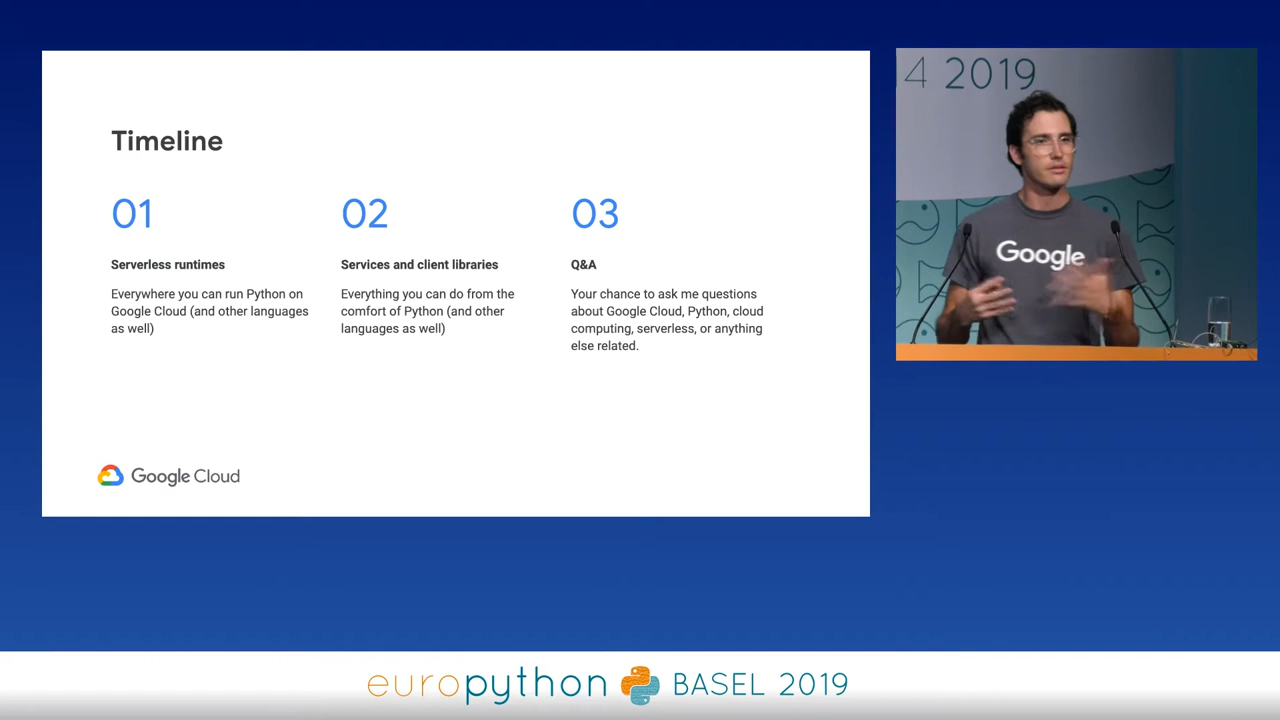 Timeline
01
Serverless runtimes
Everywhere you can run Python on
Google Cloud (and other languages
as well)
02
Services and client libraries
Everything you can do from the
comfort of Python (and other
languages as well)
03
Q&A
Your chance to ask me questions
about Google Cloud, Python, cloud
computing, serverless, or anything
else related.
Google Cloud
4 2019
Google
europython BASEL 2019